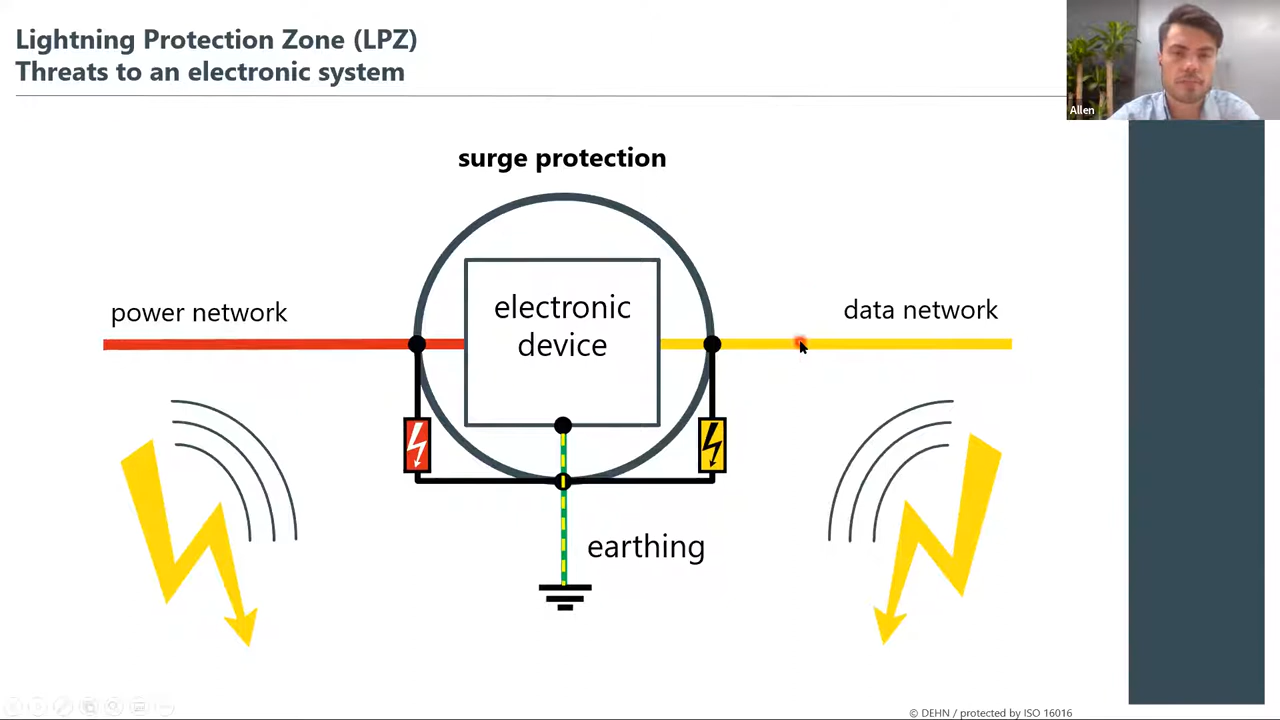 Lightning Protection Zone (LPZ)
Threats to an electronic system
Allen
surge protection
power network
electronic
device
data network
earthing
© DEHN / protected by ISO 16016